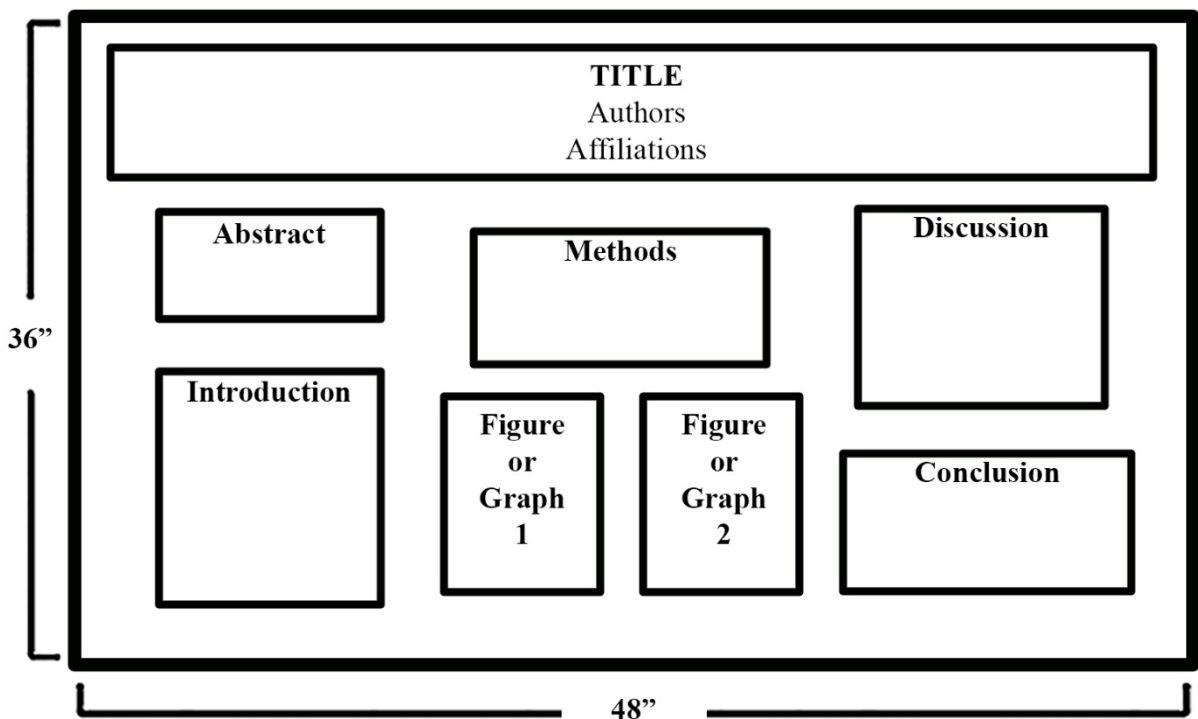 TITLE
Authors
Affiliations
Abstract
Introduction
Methods
Figure
or
Graph
1
Figure
or
Graph
2
Discussion
Conclusion
36”
48”